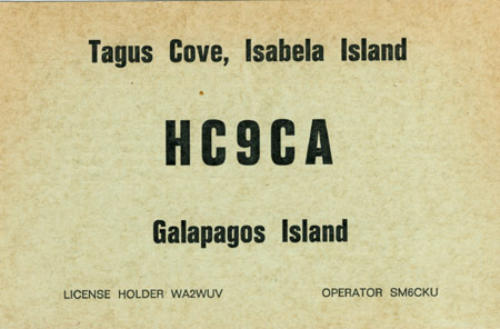 Tagus Cove, Isabela Island
HC9CA
Galapagos Island
LICENSE HOLDER WA2WUV OPERATOR SM6CKU